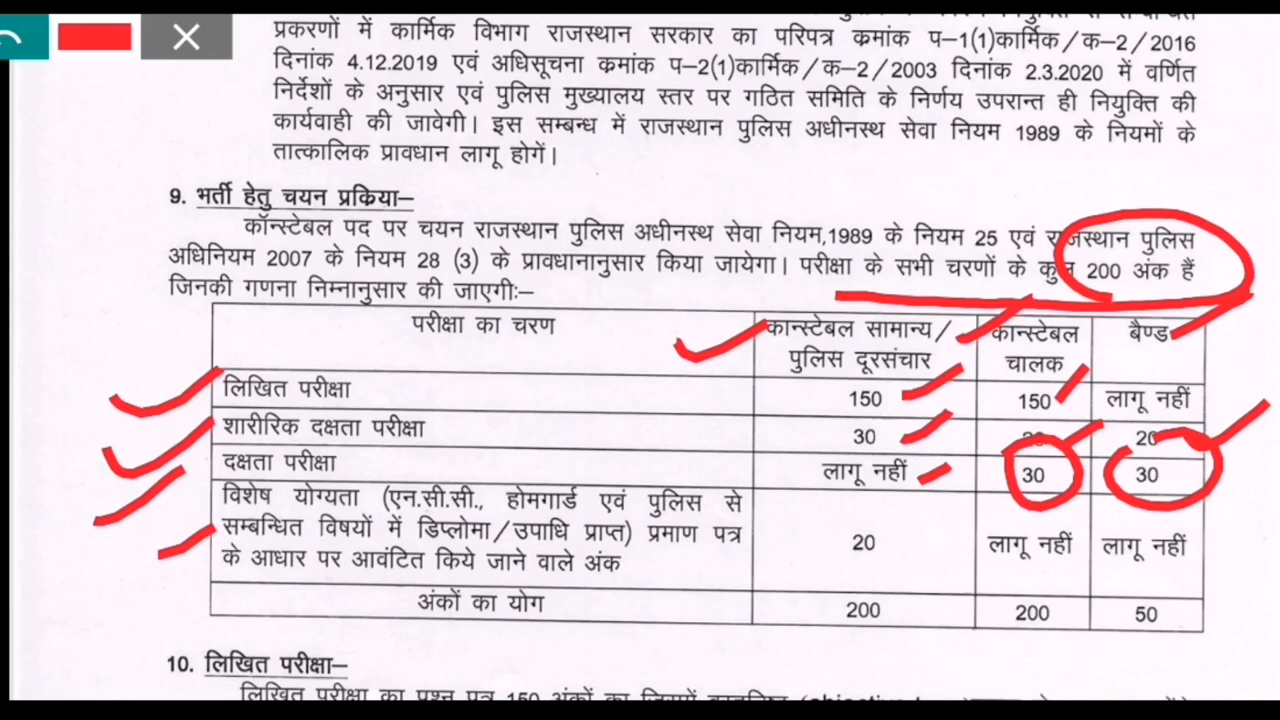 प्रकरणों में कार्मिक विभाग राजस्थान सरकार का परिपत्र क्रमांक प–1(1)कार्मिक/क–2/2016
दिनांक 4.12.2019 एवं अधिसूचना क्रमांक प–2(1)कार्मिक/क–2/2003 दिनांक 2.3.2020 में वर्णित
निर्देशों के अनुसार एवं पुलिस मुख्यालय स्तर पर गठित समिति के निर्णय उपरान्त ही नियुक्ति की
कार्यवाही की जावेगी। इस सम्बन्ध में राजस्थान पुलिस अधीनस्थ सेवा नियम 1989 के नियमों के
तात्कालिक प्रावधान लागू होगें।
9. भर्ती हेतु चयन प्रकिया–
कॉन्स्टेबल पद पर चयन राजस्थान पुलिस अधीनस्थ सेवा नियम,1989 के नियम 25 एवं राजस्थान पुलिस
अधिनियम 2007 के नियम 28 (3) के प्रावधानानुसार किया जायेगा। परीक्षा के सभी चरणों के कुल 200 अंक हैं
जिनकी गणना निम्नानुसार की जाएगीः–
परीक्षा का चरण कान्स्टेबल सामान्य/ पुलिस दूरसंचार कान्स्टेबल चालक बैण्ड
लिखित परीक्षा 150 150 लागू नहीं
शारीरिक दक्षता परीक्षा 30 20
दक्षता परीक्षा लागू नहीं 30 30
विशेष योग्यता (एन.सी.सी., होमगार्ड एवं पुलिस से
सम्बन्धित विषयों में डिप्लोमा/उपाधि प्राप्त) प्रमाण पत्र
के आधार पर आवंटित किये जाने वाले अंक 20 लागू नहीं लागू नहीं
अंकों का योग 200 200 50
10. लिखित परीक्षा–
लिखित परीक्षा का प्रश्न पत्र 150 अंकों का जिसमें